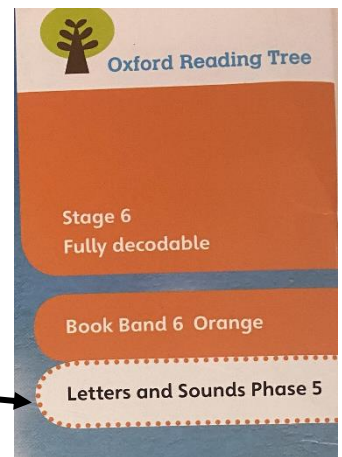 Oxford Reading Tree
Stage 6
Fully decodable
Book Band 6 Orange
Letters and Sounds Phase 5